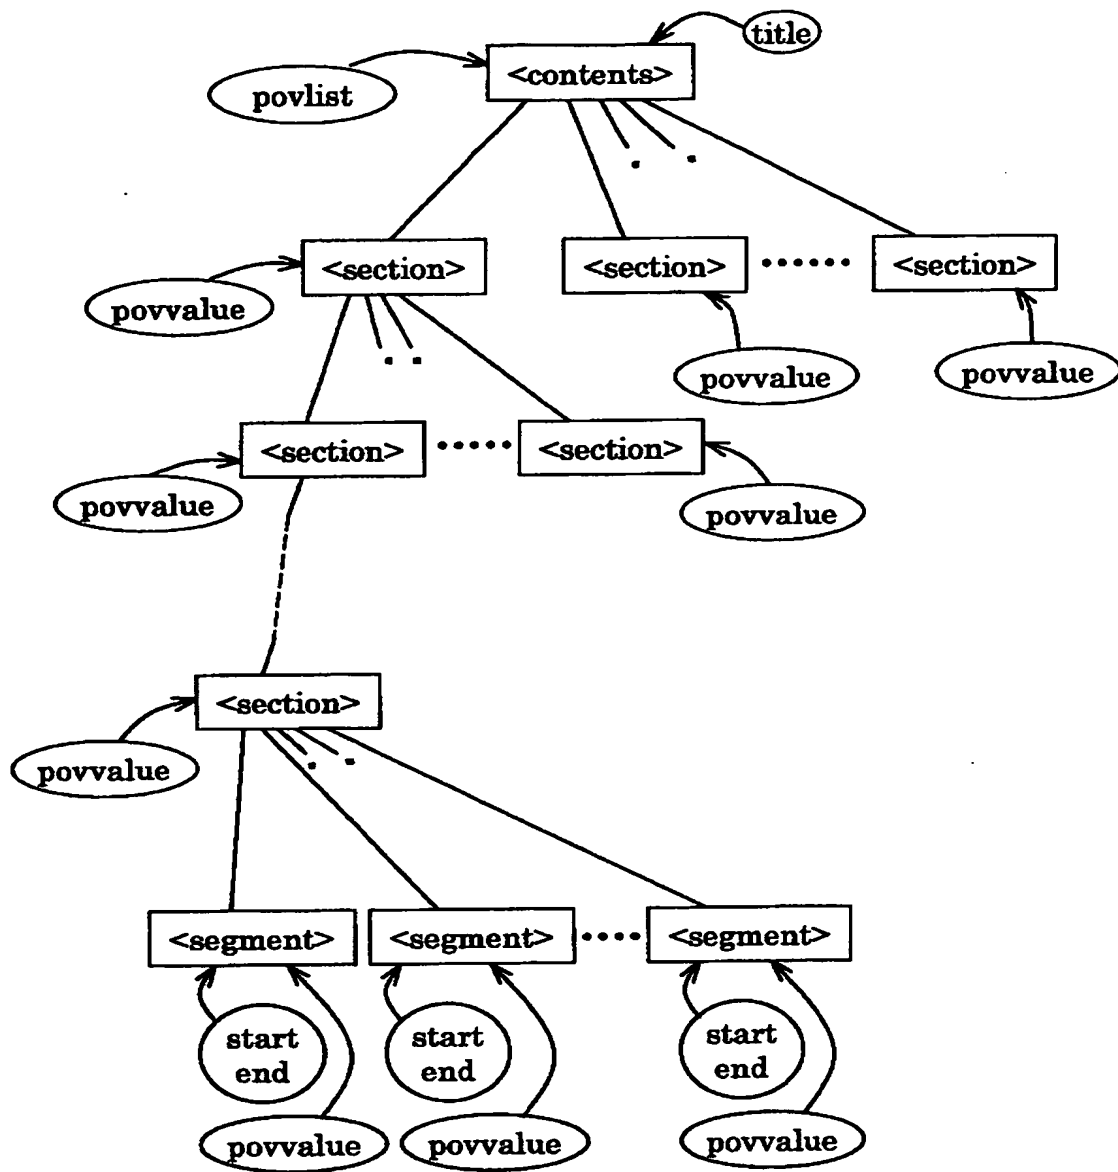 title
<contents>
povlist
<section>
<section>
<section>
povvalue
povvalue
povvalue
<section>
<section>
povvalue
povvalue
<section>
povvalue
<segment>
<segment>
<segment>
start
end
start
end
start
end
povvalue
povvalue
povvalue